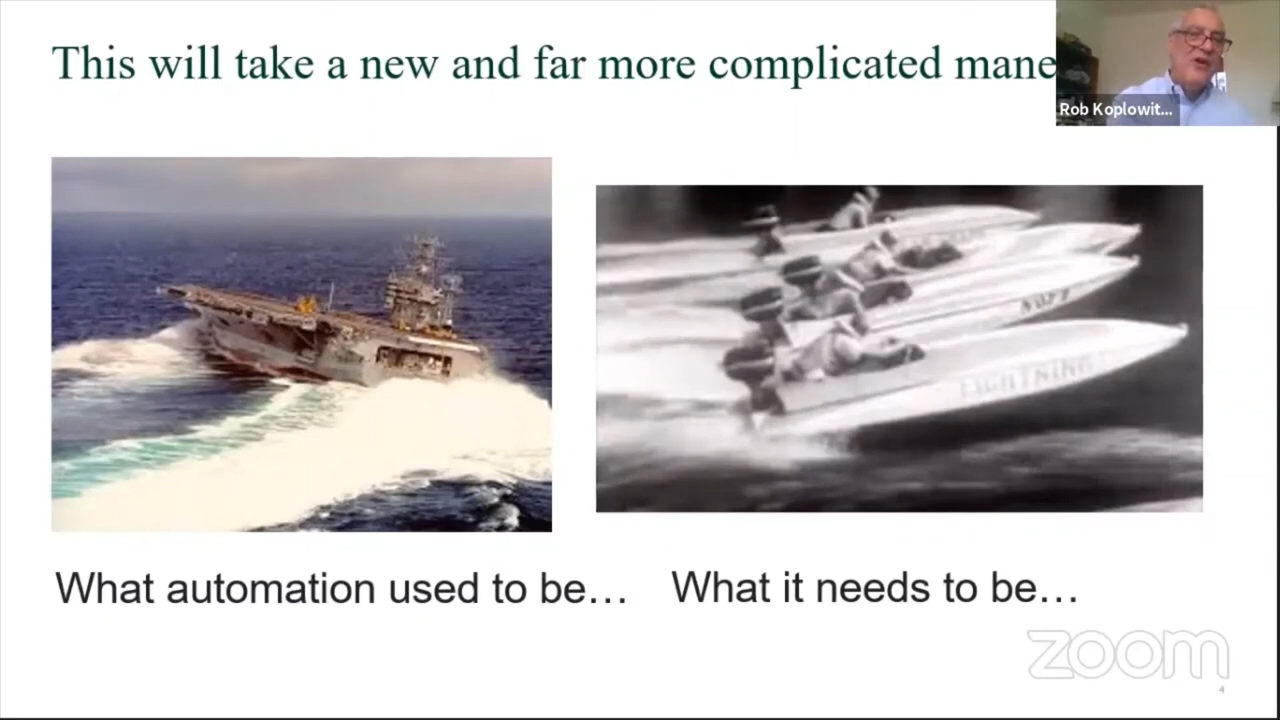 This will take a new and far more complicated mane
Rob Koplowit...
LIGHTNING
What automation used to be…
What it needs to be…
zoom
4